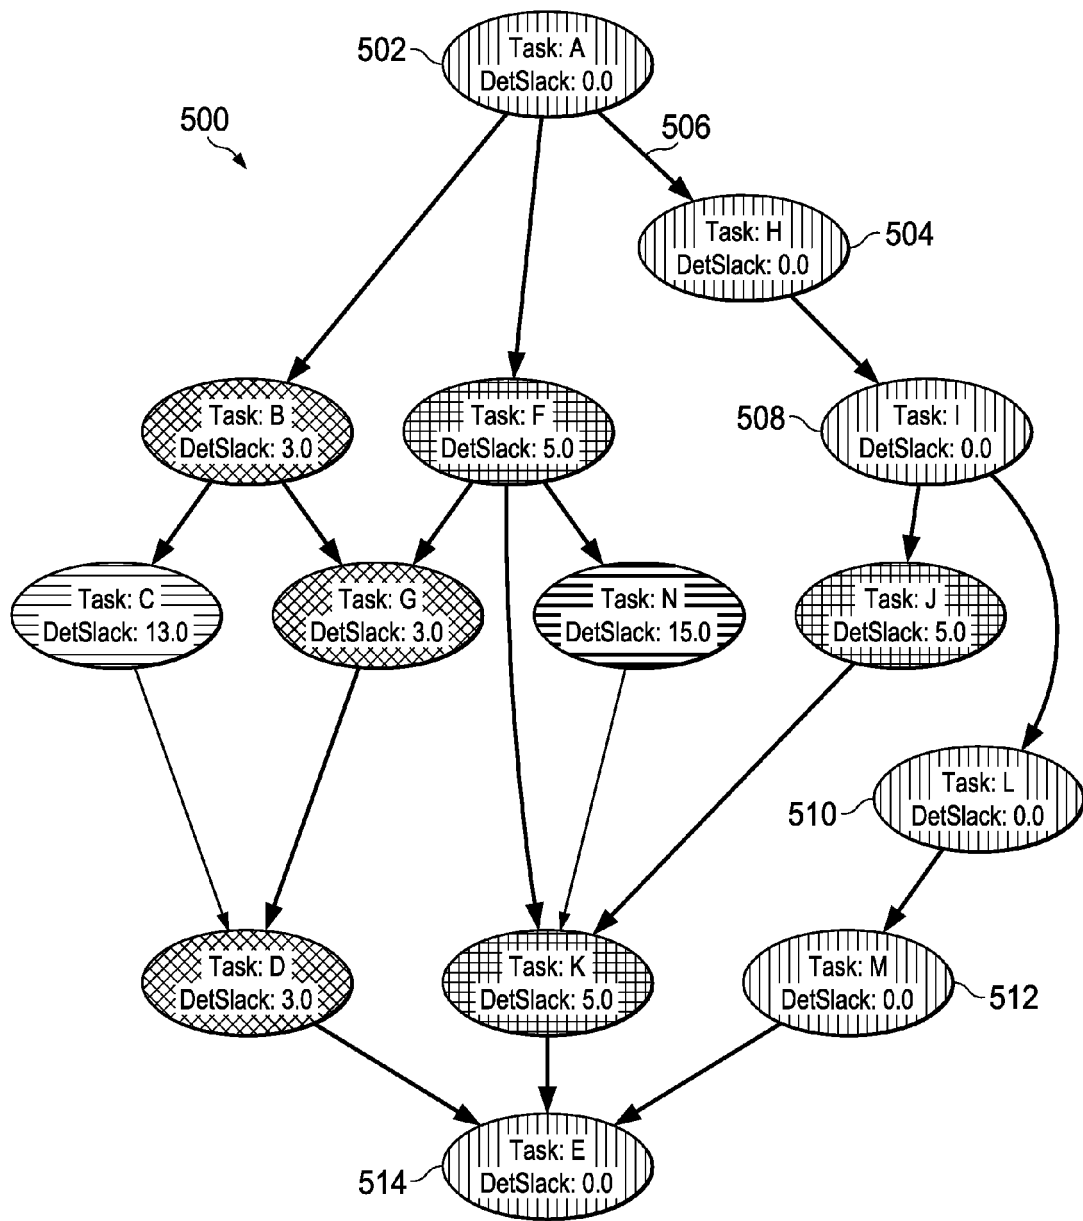 502
Task: A
DetSlack: 0.0
500
506
Task: H
DetSlack: 0.0
504
Task: B
DetSlack: 3.0
Task: F
DetSlack: 5.0
508
Task: I
DetSlack: 0.0
Task: C
DetSlack: 13.0
Task: G
DetSlack: 3.0
Task: N
DetSlack: 15.0
Task: J
DetSlack: 5.0
Task: L
DetSlack: 0.0
510
Task: D
DetSlack: 3.0
Task: K
DetSlack: 5.0
Task: M
DetSlack: 0.0
512
Task: E
DetSlack: 0.0
514